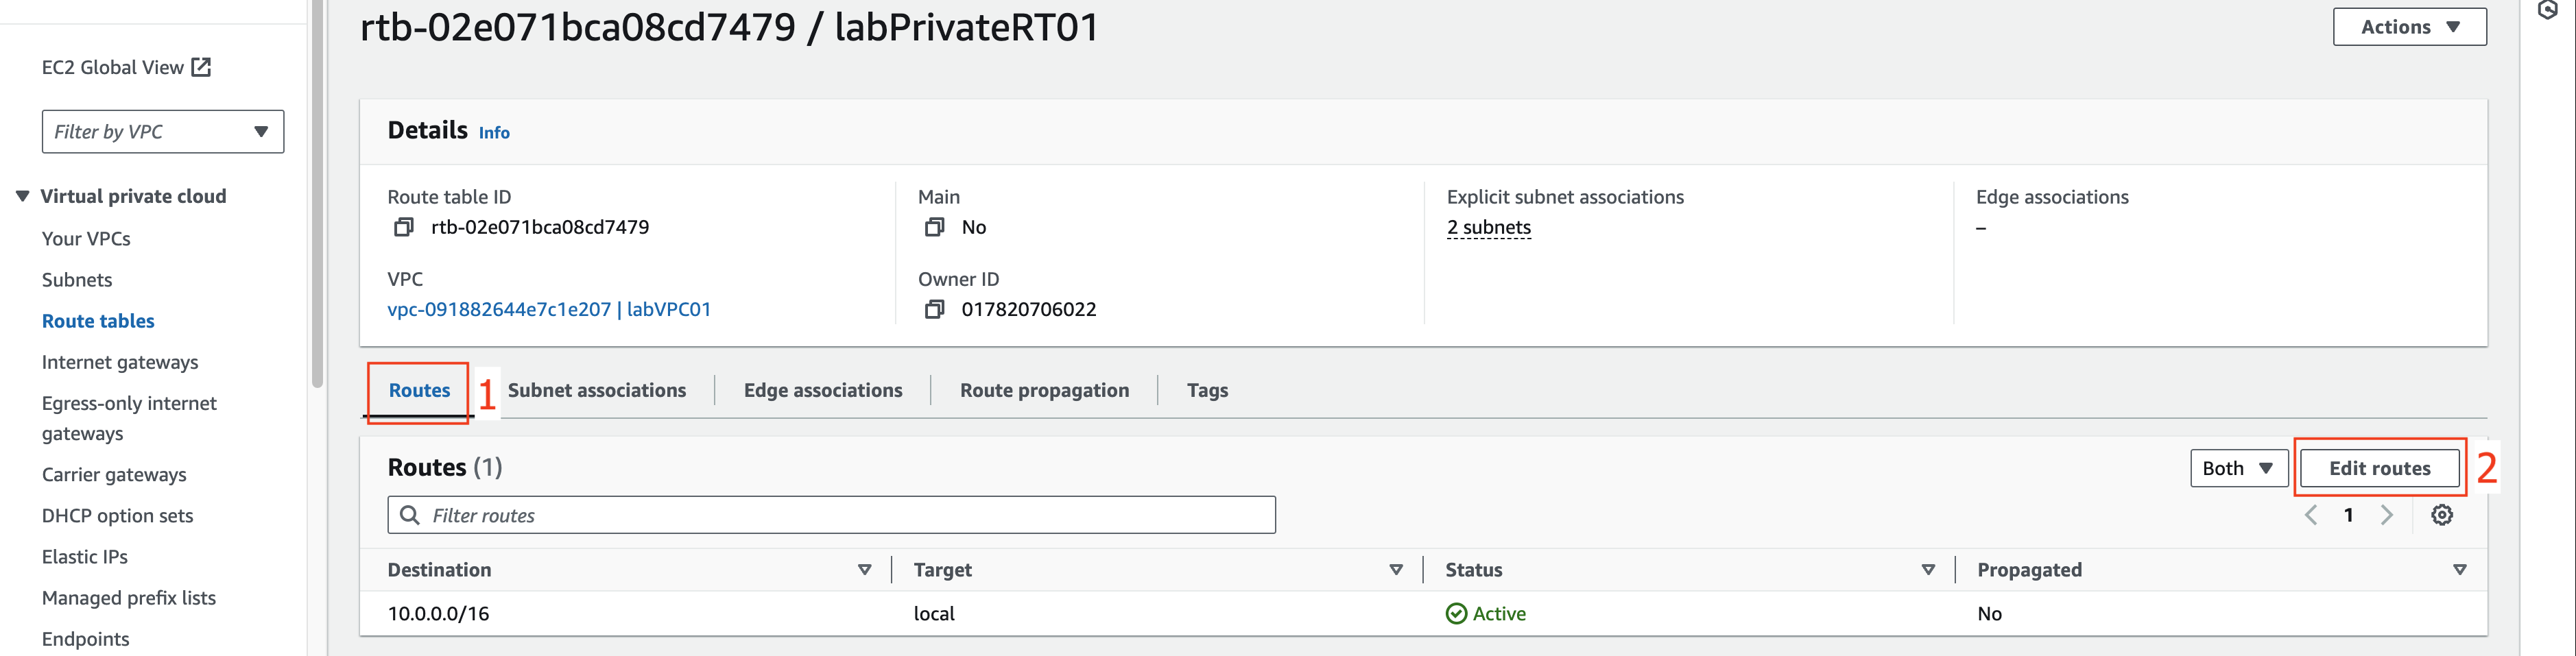 rtb-02e071bca08cd7479 / labPrivateRT01
Actions
EC2 Global View
Filter by VPC
Virtual private cloud
Your VPCs
Subnets
Route tables
Internet gateways
Egress-only internet
gateways
Carrier gateways
DHCP option sets
Elastic IPs
Managed prefix lists
Endpoints
Details Info
Route table ID
rtb-02e071bca08cd7479
Main
No
Explicit subnet associations
2 subnets
Edge associations
–
VPC
vpc-091882644e7c1e207 | labVPC01
Owner ID
017820706022
Routes 1 Subnet associations Edge associations Route propagation Tags
Routes (1)
Both Edit routes 2
Filter routes
1
Destination Target Status Propagated
10.0.0.0/16 local Active No